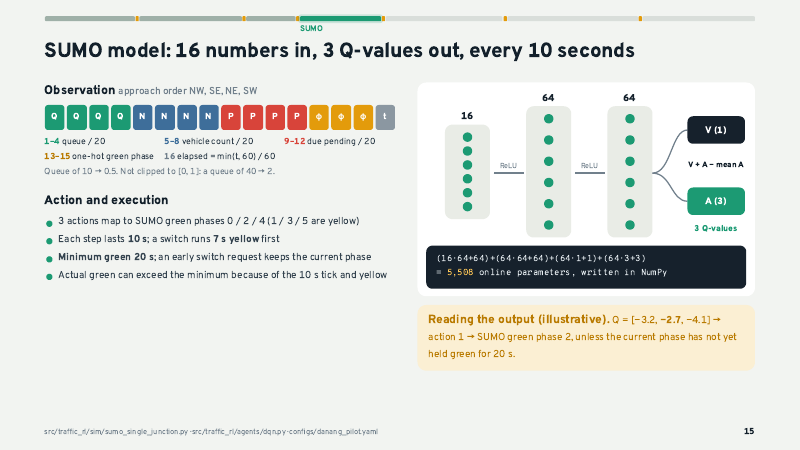 SUMO
SUMO model: 16 numbers in, 3 Q-values out, every 10 seconds
Observation approach order NW, SE, NE, SW
Q Q Q Q N N N N P P P P ϕ ϕ ϕ t
1–4 queue / 20 5–8 vehicle count / 20 9–12 due pending / 20
13–15 one-hot green phase 16 elapsed = min(t, 60) / 60
Queue of 10 → 0.5. Not clipped to [0, 1]: a queue of 40 → 2.
Action and execution
3 actions map to SUMO green phases 0 / 2 / 4 (1 / 3 / 5 are yellow)
Each step lasts 10 s; a switch runs 7 s yellow first
Minimum green 20 s; an early switch request keeps the current phase
Actual green can exceed the minimum because of the 10 s tick and yellow
16
64
64
ReLU
ReLU
V (1)
V + A − mean A
A (3)
3 Q-values
(16·64+64)+(64·64+64)+(64·1+1)+(64·3+3)
= 5,508 online parameters, written in NumPy
Reading the output (illustrative). Q = [−3.2, −2.7, −4.1] →
action 1 → SUMO green phase 2, unless the current phase has not yet
held green for 20 s.
src/traffic_rl/sim/sumo_single_junction.py · src/traffic_rl/agents/dqn.py · configs/danang_pilot.yaml
15